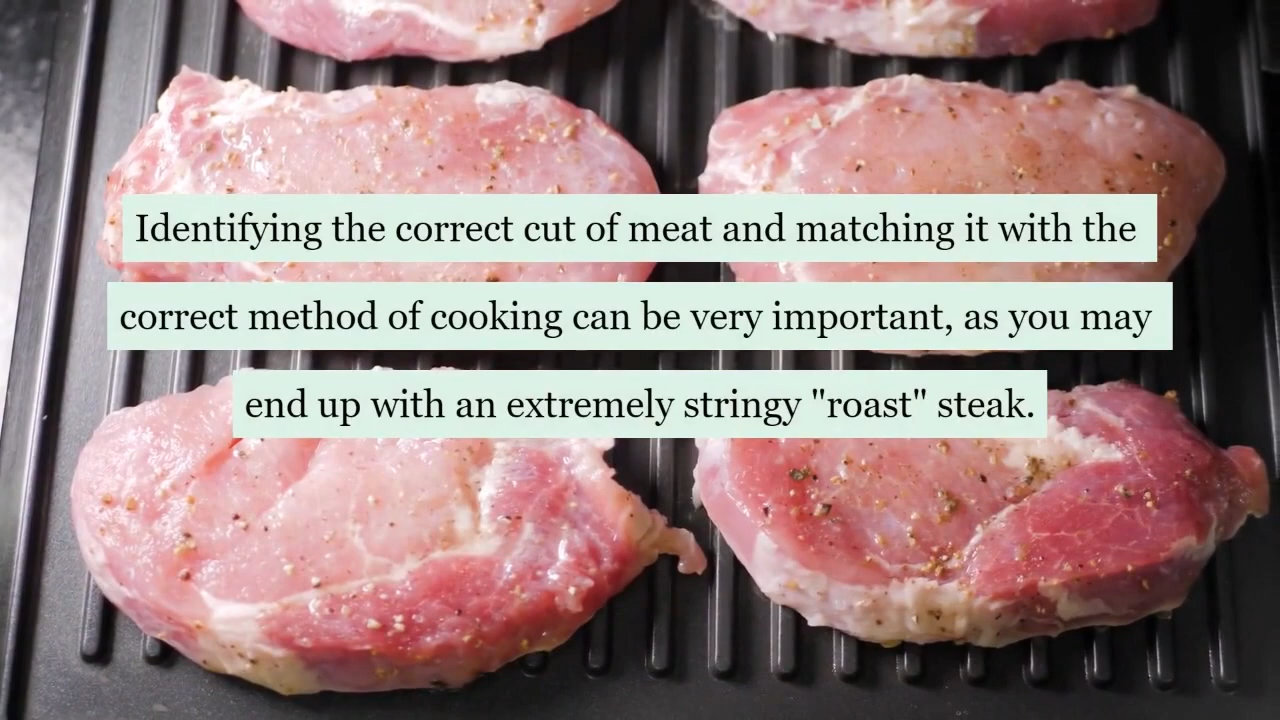 Identifying the correct cut of meat and matching it with the
correct method of cooking can be very important, as you may
end up with an extremely stringy "roast" steak.